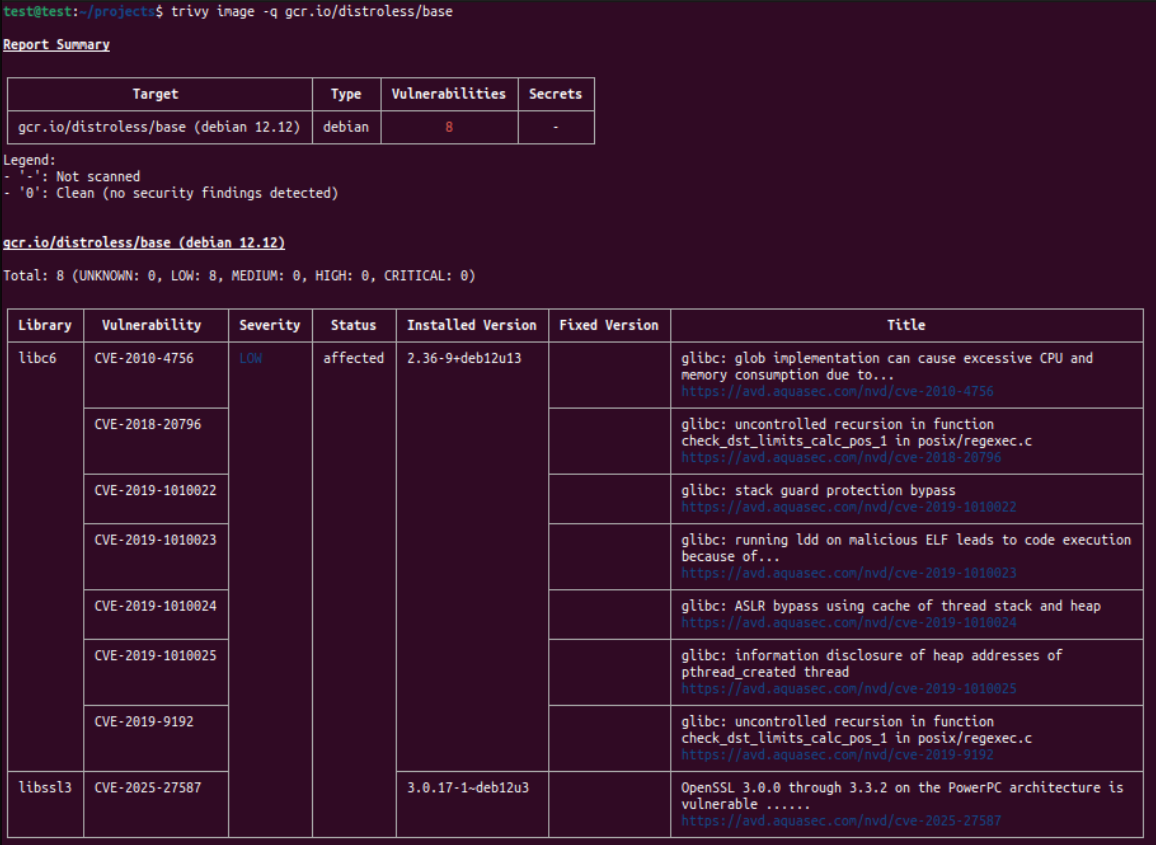 test@test:~/projects$ trivy image -q gcr.io/distroless/base
Report Summary
Target Type Vulnerabilities Secrets
gcr.io/distroless/base (debian 12.12) debian 8 -
Legend:
- '-': Not scanned
- '0': Clean (no security findings detected)
gcr.io/distroless/base (debian 12.12)
Total: 8 (UNKNOWN: 0, LOW: 8, MEDIUM: 0, HIGH: 0, CRITICAL: 0)
Library Vulnerability Severity Status Installed Version Fixed Version Title
libc6 CVE-2010-4756 LOW affected 2.36-9+deb12u13 glibc: glob implementation can cause excessive CPU and
memory consumption due to...
https://avd.aquasec.com/nvd/cve-2010-4756
CVE-2018-20796 glibc: uncontrolled recursion in function
check_dst_limits_calc_pos_1 in posix/regexec.c
https://avd.aquasec.com/nvd/cve-2018-20796
CVE-2019-1010022 glibc: stack guard protection bypass
https://avd.aquasec.com/nvd/cve-2019-1010022
CVE-2019-1010023 glibc: running ldd on malicious ELF leads to code execution
because of...
https://avd.aquasec.com/nvd/cve-2019-1010023
CVE-2019-1010024 glibc: ASLR bypass using cache of thread stack and heap
https://avd.aquasec.com/nvd/cve-2019-1010024
CVE-2019-1010025 glibc: information disclosure of heap addresses of
pthread_created thread
https://avd.aquasec.com/nvd/cve-2019-1010025
CVE-2019-9192 glibc: uncontrolled recursion in function
check_dst_limits_calc_pos_1 in posix/regexec.c
https://avd.aquasec.com/nvd/cve-2019-9192
libssl3 CVE-2025-27587 3.0.17-1~deb12u3 OpenSSL 3.0.0 through 3.3.2 on the PowerPC architecture is
vulnerable ......
https://avd.aquasec.com/nvd/cve-2025-27587